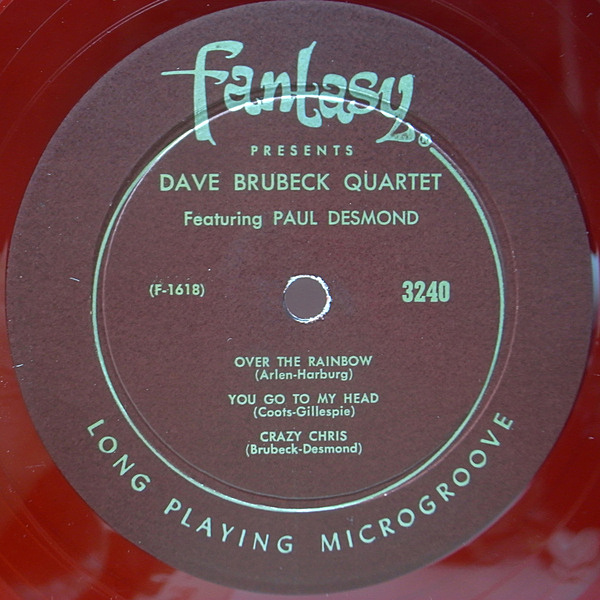 fantasy®
PRESENTS
DAVE BRUBECK QUARTET
Featuring PAUL DESMOND
(F-1618)
3240
OVER THE RAINBOW
(Arlen-Harburg)
YOU GO TO MY HEAD
(Coots-Gillespie)
CRAZY CHRIS
(Brubeck-Desmond)
LONG PLAYING MICROGROOVE